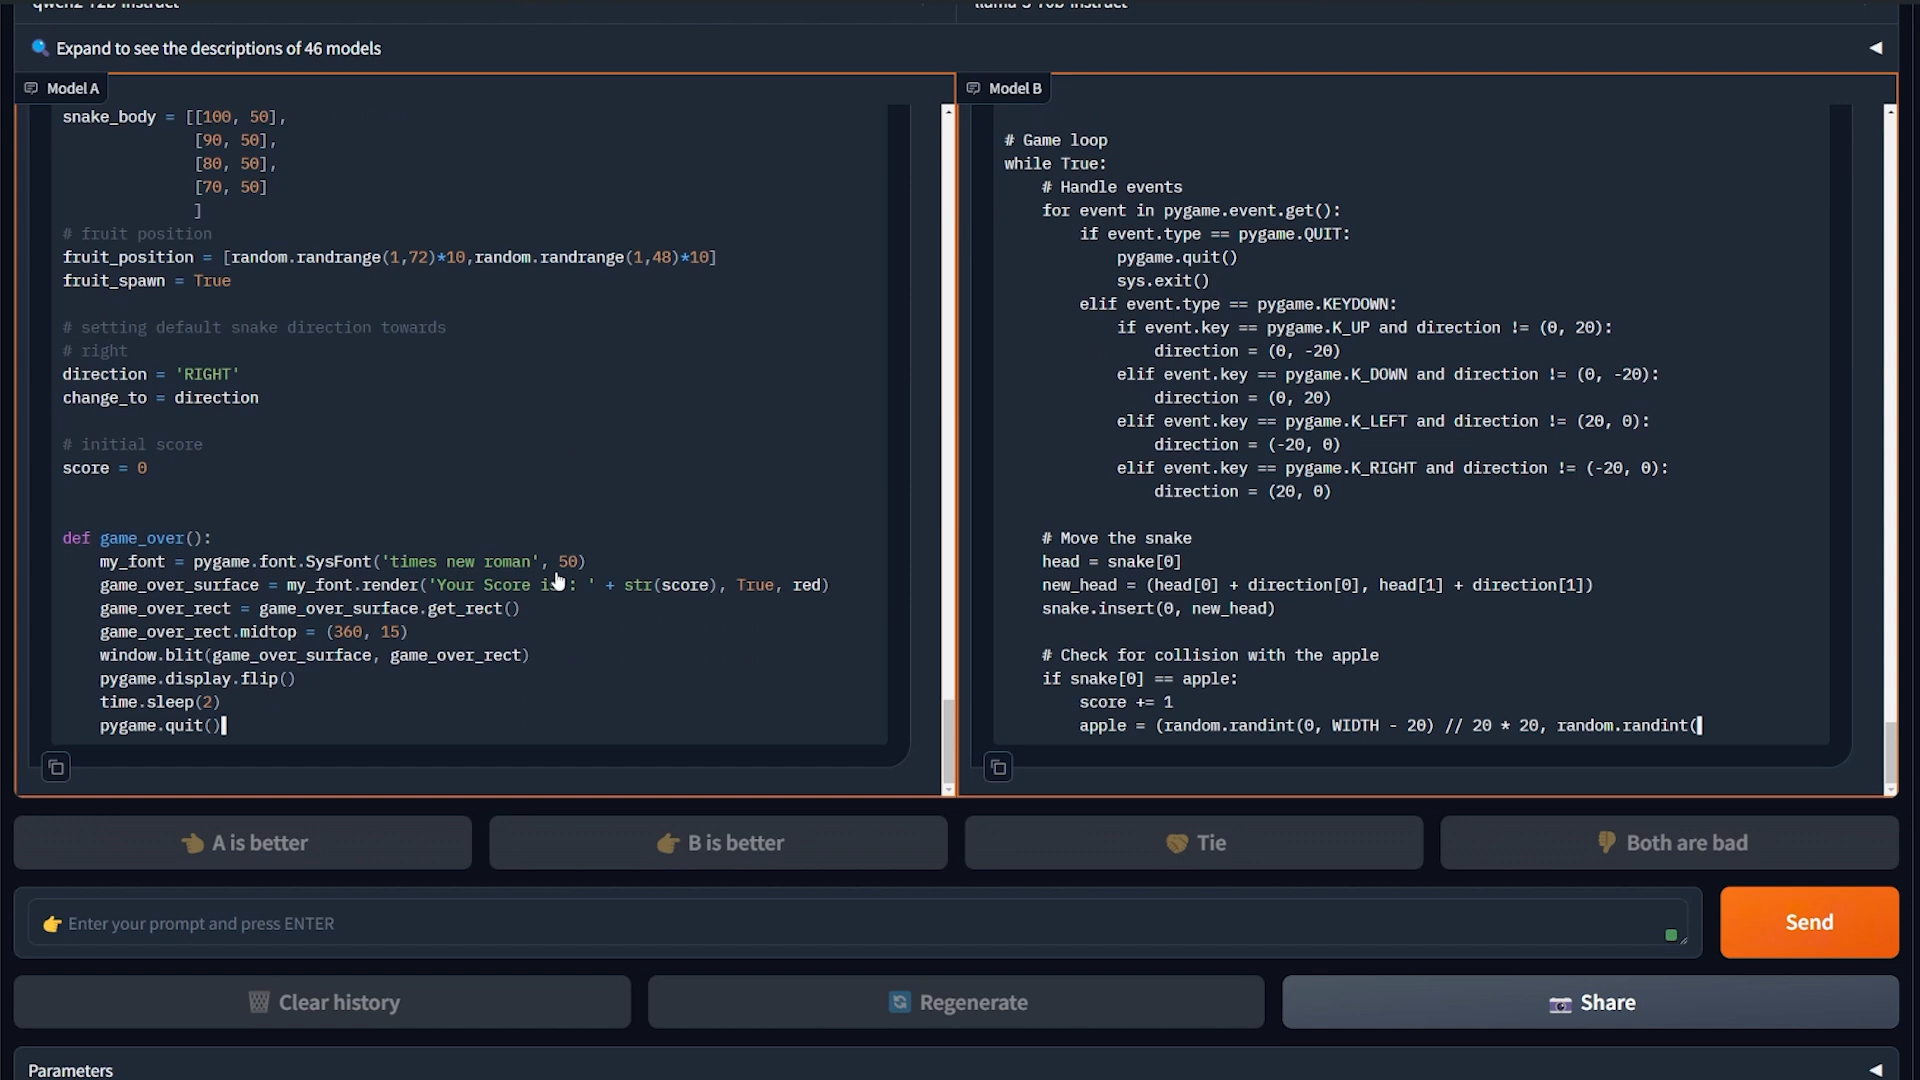 qwen2-72b-instruct
llama-3-70b-instruct
Expand to see the descriptions of 46 models
Model A
snake_body = [[100, 50],
[90, 50],
[80, 50],
[70, 50]
]
# fruit position
fruit_position = [random.randrange(1,72)*10,random.randrange(1,48)*10]
fruit_spawn = True
# setting default snake direction towards
# right
direction = 'RIGHT'
change_to = direction
# initial score
score = 0
def game_over():
my_font = pygame.font.SysFont('times new roman', 50)
game_over_surface = my_font.render('Your Score is : ' + str(score), True, red)
game_over_rect = game_over_surface.get_rect()
game_over_rect.midtop = (360, 15)
window.blit(game_over_surface, game_over_rect)
pygame.display.flip()
time.sleep(2)
pygame.quit()
Model B
# Game loop
while True:
# Handle events
for event in pygame.event.get():
if event.type == pygame.QUIT:
pygame.quit()
sys.exit()
elif event.type == pygame.KEYDOWN:
if event.key == pygame.K_UP and direction != (0, 20):
direction = (0, -20)
elif event.key == pygame.K_DOWN and direction != (0, -20):
direction = (0, 20)
elif event.key == pygame.K_LEFT and direction != (20, 0):
direction = (-20, 0)
elif event.key == pygame.K_RIGHT and direction != (-20, 0):
direction = (20, 0)
# Move the snake
head = snake[0]
new_head = (head[0] + direction[0], head[1] + direction[1])
snake.insert(0, new_head)
# Check for collision with the apple
if snake[0] == apple:
score += 1
apple = (random.randint(0, WIDTH - 20) // 20 * 20, random.randint(
A is better
B is better
Tie
Both are bad
Enter your prompt and press ENTER
Send
Clear history
Regenerate
Share
Parameters